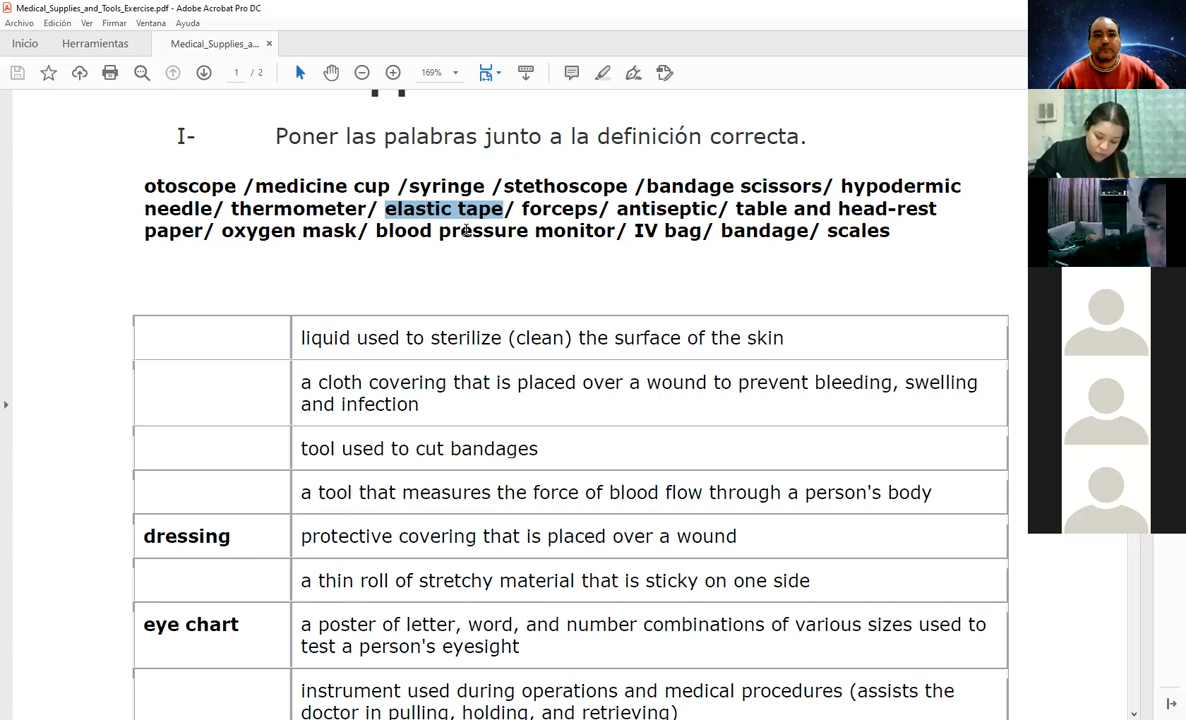 Medical_Supplies_and_Tools_Exercise.pdf - Adobe Acrobat Pro DC
Archivo Edición Ver Firmar Ventana Ayuda
Inicio Herramientas Medical_Supplies_a... ×
1 / 2 169%
I- Poner las palabras junto a la definición correcta.
otoscope /medicine cup /syringe /stethoscope /bandage scissors/ hypodermic
needle/ thermometer/ elastic tape/ forceps/ antiseptic/ table and head-rest
paper/ oxygen mask/ blood pressure monitor/ IV bag/ bandage/ scales
liquid used to sterilize (clean) the surface of the skin
a cloth covering that is placed over a wound to prevent bleeding, swelling
and infection
tool used to cut bandages
a tool that measures the force of blood flow through a person's body
dressing protective covering that is placed over a wound
a thin roll of stretchy material that is sticky on one side
eye chart a poster of letter, word, and number combinations of various sizes used to
test a person's eyesight
instrument used during operations and medical procedures (assists the
doctor in pulling, holding, and retrieving)